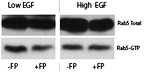 Low EGF High EGF
Rab5 Total
Rab5-GTP
-FP +FP -FP +FP